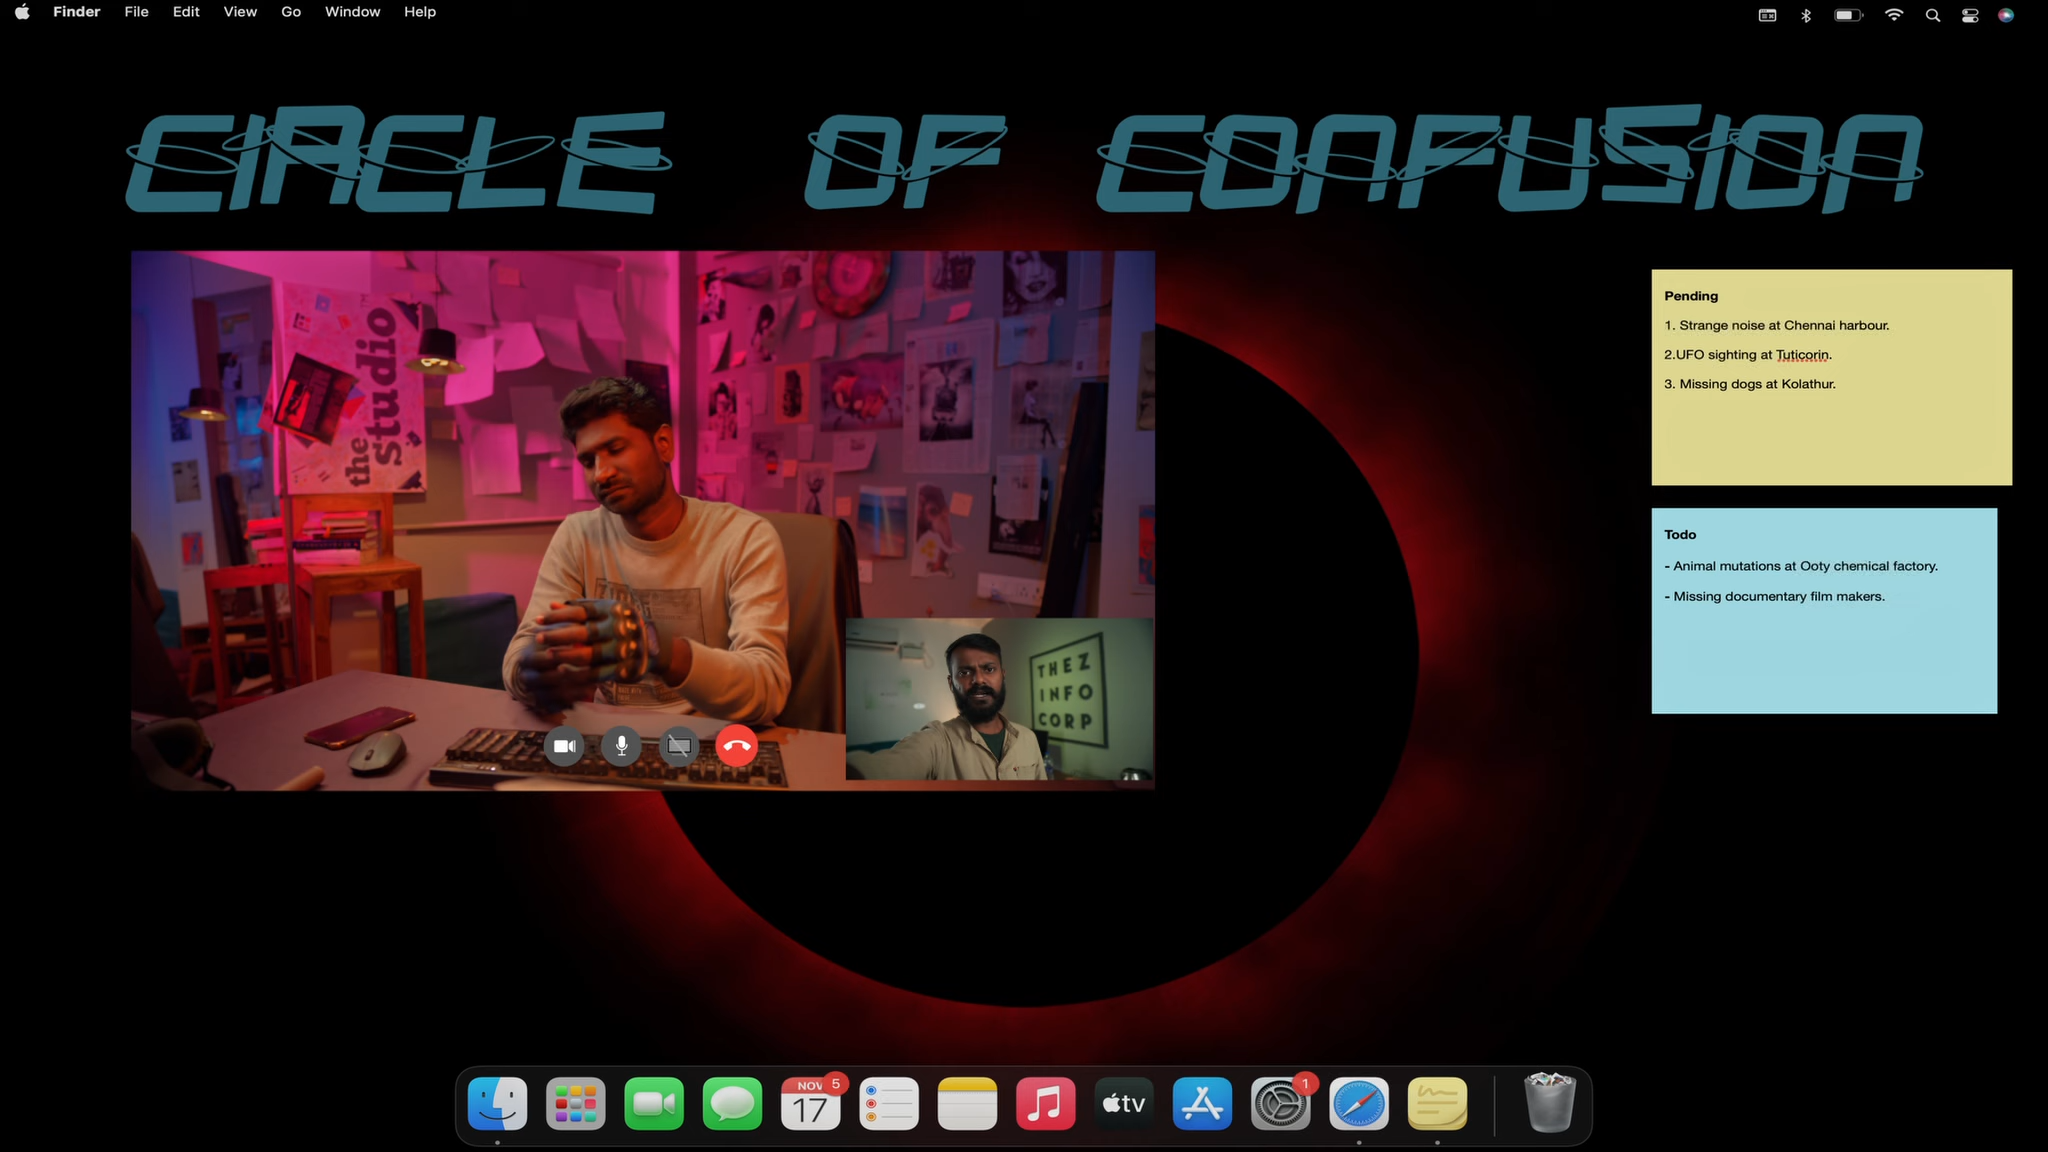 Finder File Edit View Go Window Help
CIRCLE OF CONFUSION
the
studio
THEZ
INFO
CORP
Pending
1. Strange noise at Chennai harbour.
2.UFO sighting at Tuticorin.
3. Missing dogs at Kolathur.
Todo
- Animal mutations at Ooty chemical factory.
- Missing documentary film makers.
NOV 5
17
tv
1